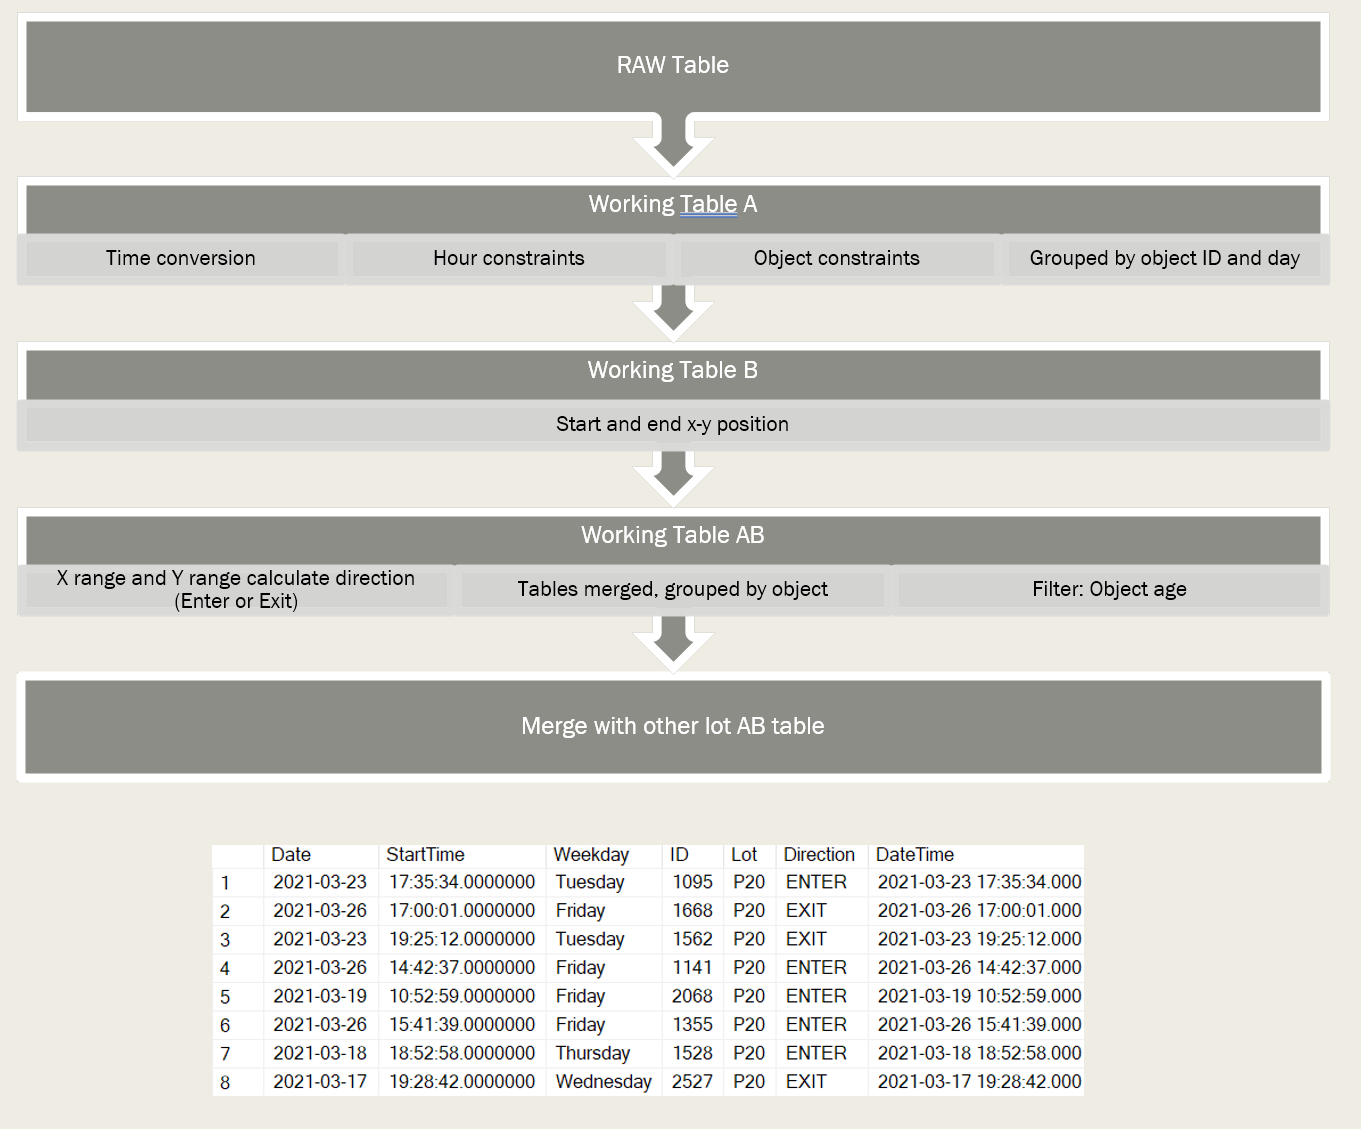 RAW Table
Working Table A
Time conversion
Hour constraints
Object constraints
Grouped by object ID and day
Working Table B
Start and end x-y position
Working Table AB
X range and Y range calculate direction
(Enter or Exit)
Tables merged, grouped by object
Filter: Object age
Merge with other lot AB table
Date StartTime Weekday ID Lot Direction DateTime
1 2021-03-23 17:35:34.0000000 Tuesday 1095 P20 ENTER 2021-03-23 17:35:34.000
2 2021-03-26 17:00:01.0000000 Friday 1668 P20 EXIT 2021-03-26 17:00:01.000
3 2021-03-23 19:25:12.0000000 Tuesday 1562 P20 EXIT 2021-03-23 19:25:12.000
4 2021-03-26 14:42:37.0000000 Friday 1141 P20 ENTER 2021-03-26 14:42:37.000
5 2021-03-19 10:52:59.0000000 Friday 2068 P20 ENTER 2021-03-19 10:52:59.000
6 2021-03-26 15:41:39.0000000 Friday 1355 P20 ENTER 2021-03-26 15:41:39.000
7 2021-03-18 18:52:58.0000000 Thursday 1528 P20 ENTER 2021-03-18 18:52:58.000
8 2021-03-17 19:28:42.0000000 Wednesday 2527 P20 EXIT 2021-03-17 19:28:42.000